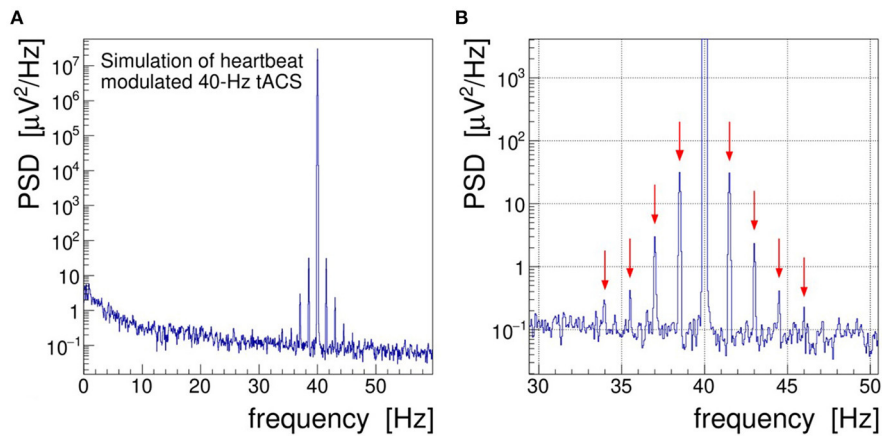 A
B
Simulation of heartbeat
modulated 40-Hz tACS
PSD [μV²/Hz]
10⁷
10⁶
10⁵
10⁴
10³
10²
10
1
10⁻¹
0 10 20 30 40 50
frequency [Hz]
PSD [μV²/Hz]
10³
10²
10
1
10⁻¹
30 35 40 45 50
frequency [Hz]